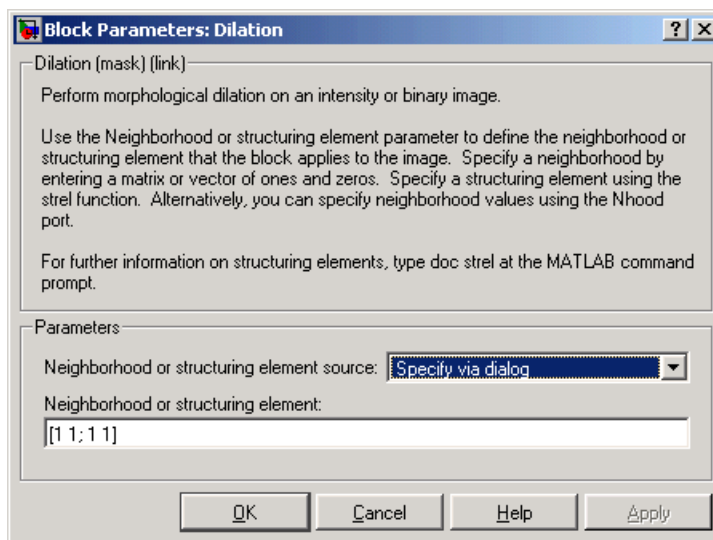 Block Parameters: Dilation
Dilation (mask) (link)
Perform morphological dilation on an intensity or binary image.
Use the Neighborhood or structuring element parameter to define the neighborhood or
structuring element that the block applies to the image.  Specify a neighborhood by
entering a matrix or vector of ones and zeros.  Specify a structuring element using the
strel function.  Alternatively, you can specify neighborhood values using the Nhood
port.
For further information on structuring elements, type doc strel at the MATLAB command
prompt.
Parameters
Neighborhood or structuring element source: Specify via dialog
Neighborhood or structuring element:
[1 1; 1 1]
OK Cancel Help Apply